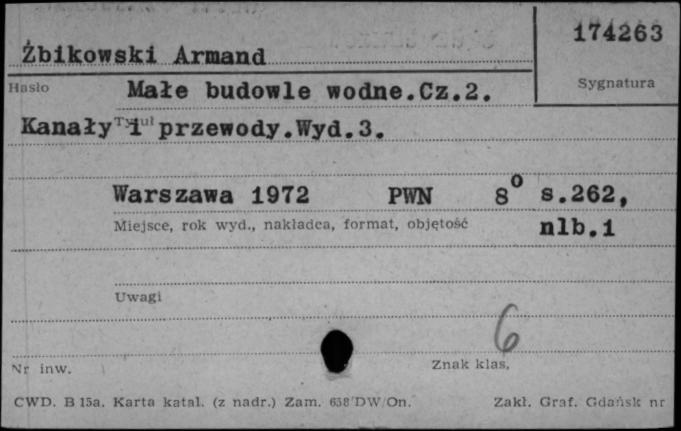 174263
Żbikowski Armand
Hasło
Sygnatura
Małe budowle wodne.Cz.2.
Tytuł
Kanały i przewody.Wyd.3.
Warszawa 1972 PWN 8° s.262,
Miejsce, rok wyd., nakładca, format, objętość
nlb.1
Uwagi
6
Nr inw.
Znak klas.
CWD. B 15a. Karta katal. (z nadr.) Zam. 658 DW/On. Zakł. Graf. Gdańsk nr